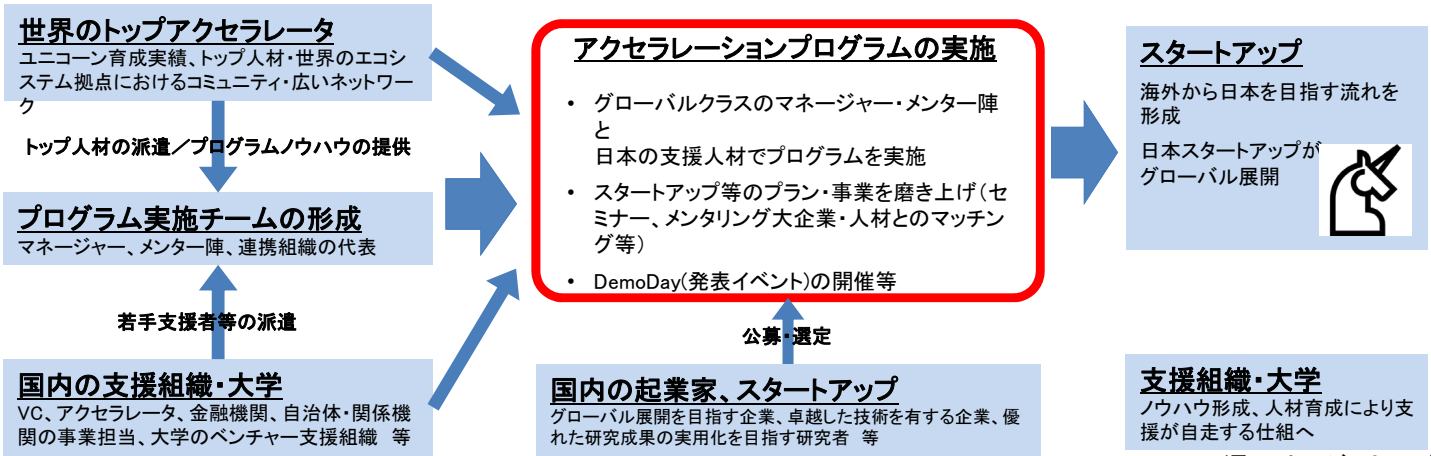 世界のトップアクセラレータ
ユニコーン育成実績、トップ人材・世界のエコシ
ステム拠点におけるコミュニティ・広いネットワー
ク
トップ人材の派遣／プログラムノウハウの提供
プログラム実施チームの形成
マネージャー、メンター陣、連携組織の代表
若手支援者等の派遣
国内の支援組織・大学
VC、アクセラレータ、金融機関、自治体・関係機
関の事業担当、大学のベンチャー支援組織 等
アクセラレーションプログラムの実施
• グローバルクラスのマネージャー・メンター陣
と
日本の支援人材でプログラムを実施
• スタートアップ等のプラン・事業を磨き上げ（セ
ミナー、メンタリング大企業・人材とのマッチン
グ等）
• DemoDay(発表イベント)の開催等
公募・選定
国内の起業家、スタートアップ
グローバル展開を目指す企業、卓越した技術を有する企業、優
れた研究成果の実用化を目指す研究者 等
スタートアップ
海外から日本を目指す流れを
形成
日本スタートアップが
グローバル展開
支援組織・大学
ノウハウ形成、人材育成により支
援が自走する仕組へ